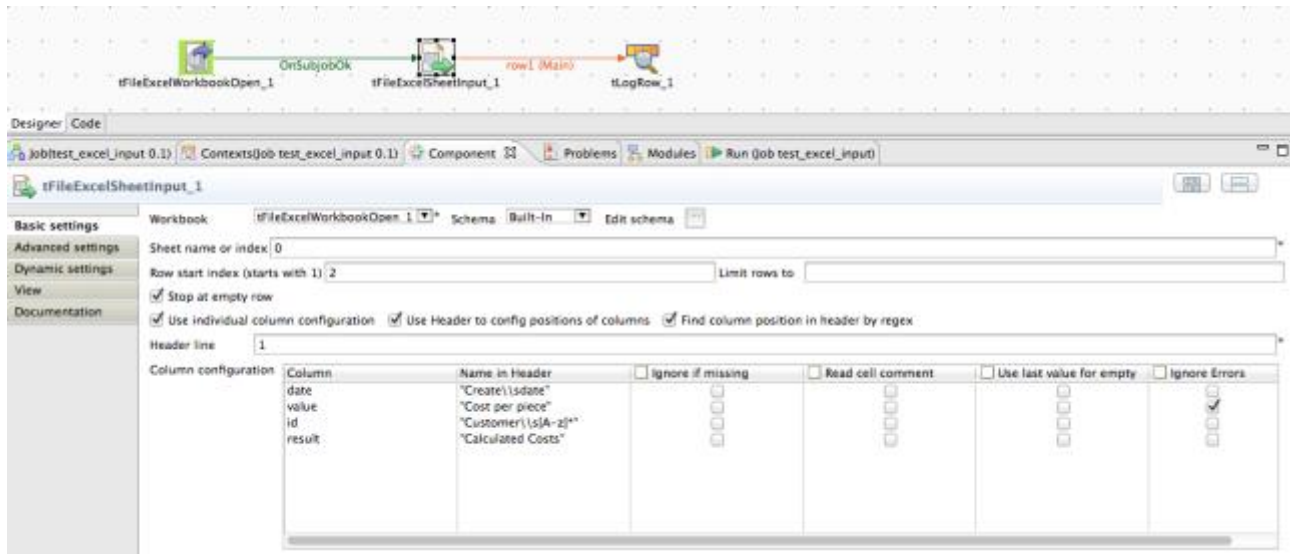 OnSubjobOk
row1 (Main)
tFileExcelWorkbookOpen_1
tFileExcelSheetInput_1
tLogRow_1
Designer Code
Job(test_excel_input 0.1) Contexts(Job test_excel_input 0.1) Component Problems Modules Run (Job test_excel_input)
tFileExcelSheetInput_1
Basic settings
Advanced settings
Dynamic settings
View
Documentation
Workbook tFileExcelWorkbookOpen_1 * Schema Built-In Edit schema
Sheet name or index 0 *
Row start index (starts with 1) 2 Limit rows to
Stop at empty row
Use individual column configuration Use Header to config positions of columns Find column position in header by regex
Header line 1 *
Column configuration
Column Name in Header Ignore if missing Read cell comment Use last value for empty Ignore Errors
date "Create\\sdate"
value "Cost per piece"
id "Customer\\s[A-z]*"
result "Calculated Costs"